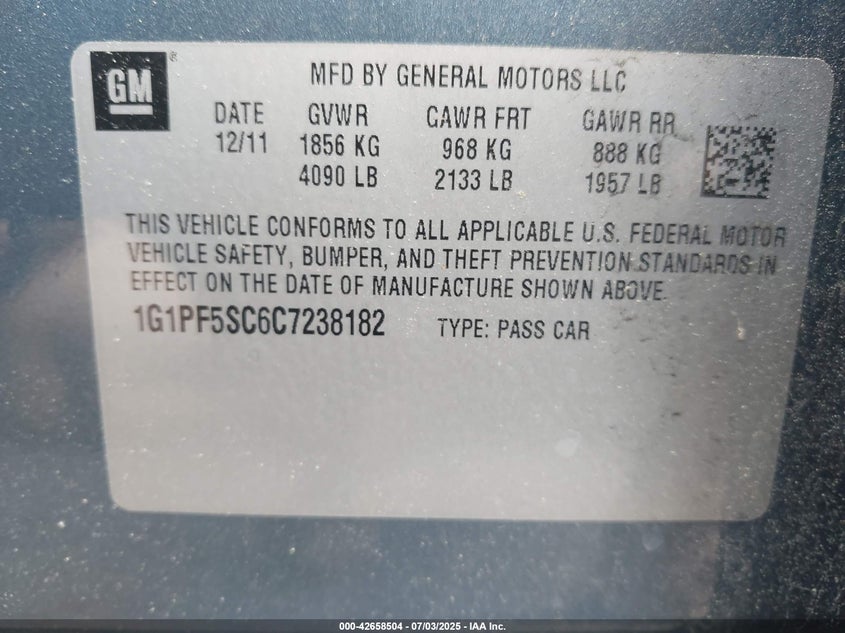 GM
MFD BY GENERAL MOTORS LLC
DATE GVWR GAWR FRT GAWR RR
12/11 1856 KG 968 KG 888 KG
4090 LB 2133 LB 1957 LB
THIS VEHICLE CONFORMS TO ALL APPLICABLE U.S. FEDERAL MOTOR
VEHICLE SAFETY, BUMPER, AND THEFT PREVENTION STANDARDS IN
EFFECT ON THE DATE OF MANUFACTURE SHOWN ABOVE.
1G1PF5SC6C7238182 TYPE: PASS CAR
000-42658504 - 07/03/2025 - IAA Inc.